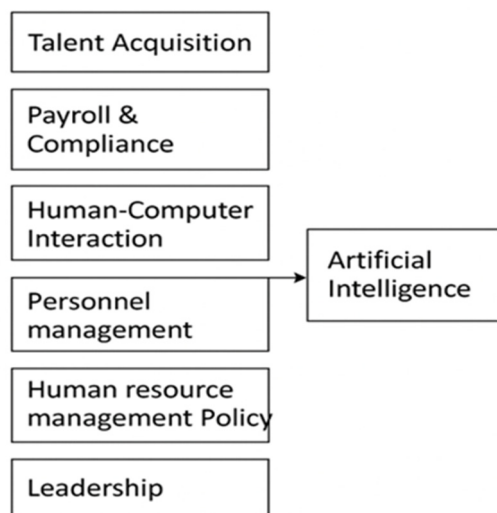 Talent Acquisition
Payroll &
Compliance
Human-Computer
Interaction
Artificial
Intelligence
Personnel
management
Human resource
management Policy
Leadership